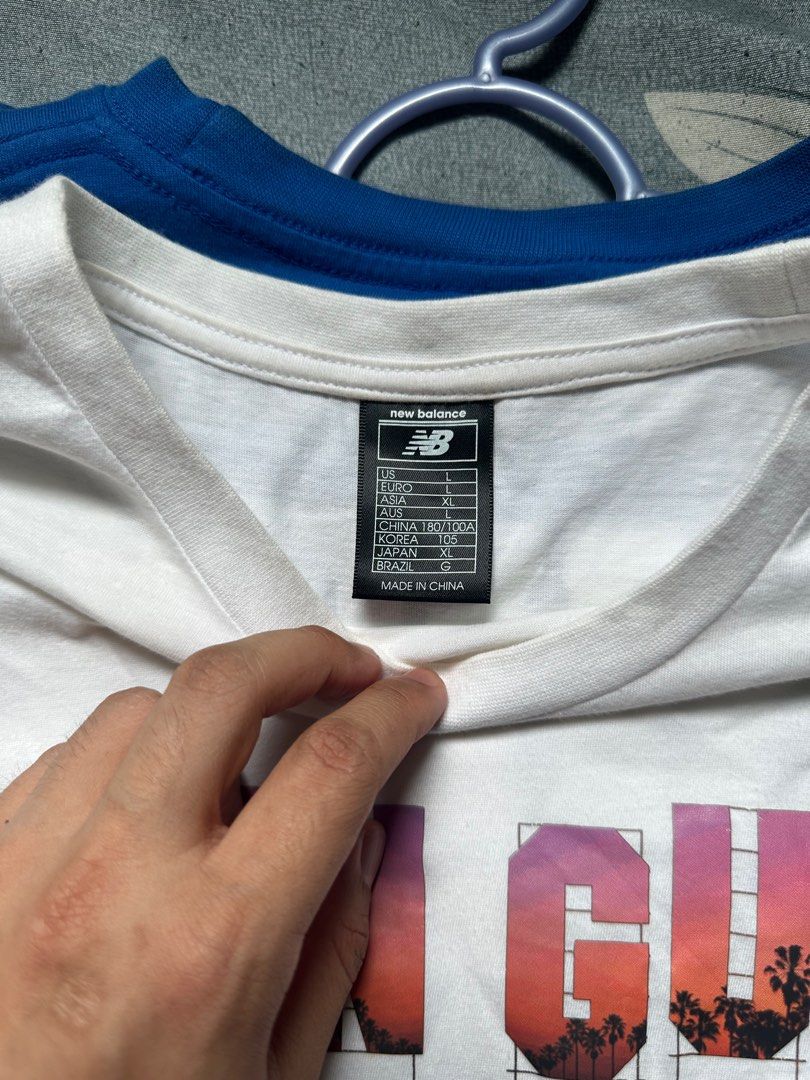 new balance
NB
US L
EURO L
ASIA XL
AUS L
CHINA 180/100A
KOREA 105
JAPAN XL
BRAZIL G
MADE IN CHINA
GU